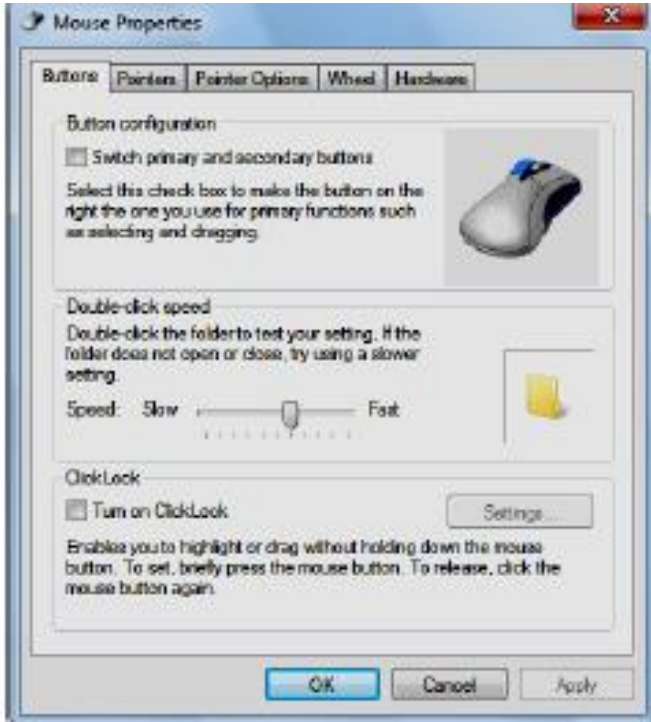 Mouse Properties
Buttons Pointers Pointer Options Wheel Hardware
Button configuration
Switch primary and secondary buttons
Select this check box to make the button on the
right the one you use for primary functions such
as selecting and dragging.
Double-click speed
Double-click the folder to test your setting. If the
folder does not open or close, try using a slower
setting.
Speed: Slow Fast
ClickLock
Turn on ClickLock
Settings...
Enables you to highlight or drag without holding down the mouse
button. To set, briefly press the mouse button. To release, click the
mouse button again.
OK Cancel Apply